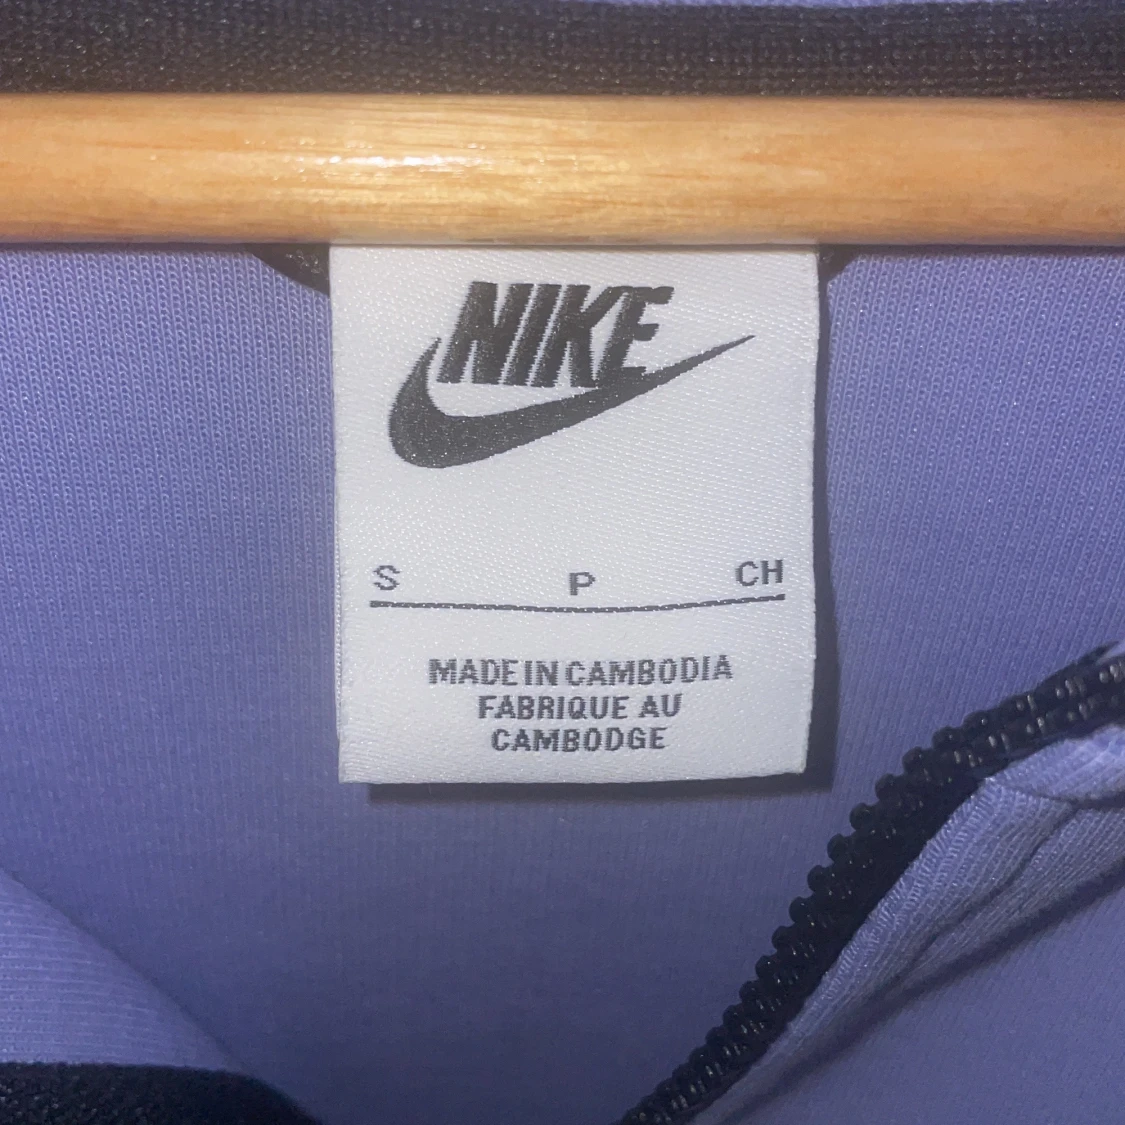 NIKE
S P CH
MADE IN CAMBODIA
FABRIQUE AU
CAMBODGE